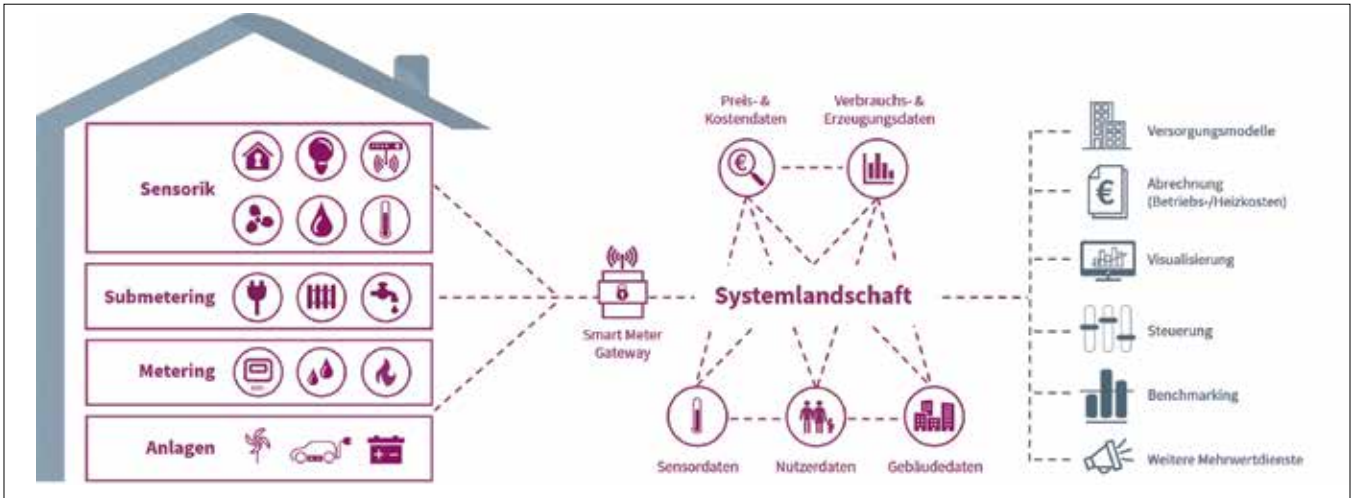 Sensorik
Submetering
Metering
Anlagen
Smart Meter
Gateway
Preis- &
Kostendaten
Verbrauchs- &
Erzeugungsdaten
Systemlandschaft
Sensordaten
Nutzerdaten
Gebäudedaten
Versorgungsmodelle
Abrechnung
(Betriebs-/Heizkosten)
Visualisierung
Steuerung
Benchmarking
Weitere Mehrwertdienste